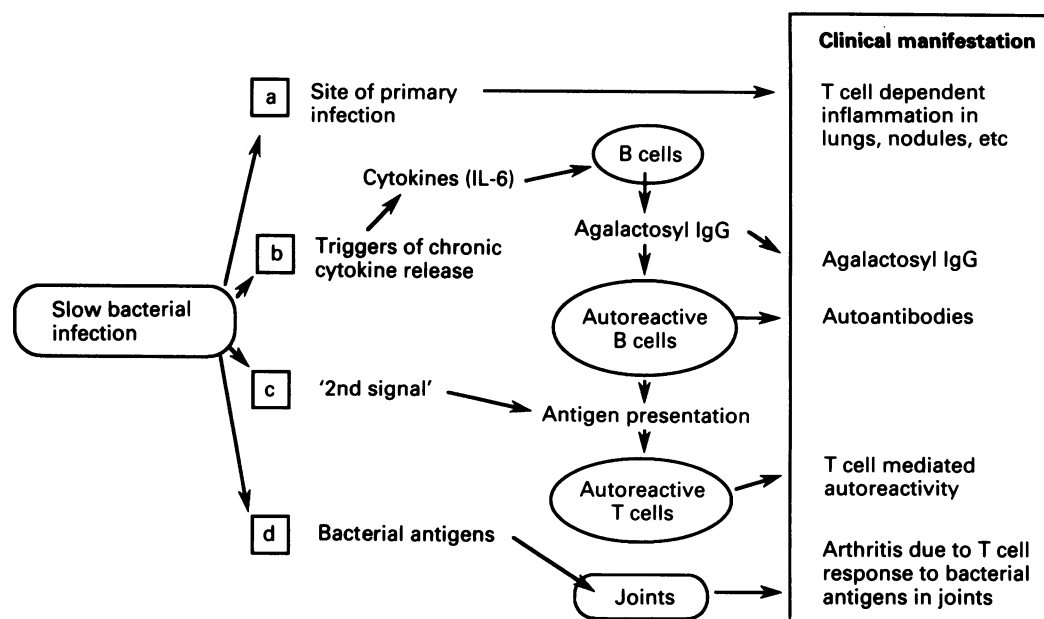 Clinical manifestation
a
Site of primary
infection
T cell dependent
inflammation in
lungs, nodules, etc
B cells
Cytokines (IL-6)
Agalactosyl IgG
b
Triggers of chronic
cytokine release
Agalactosyl IgG
Slow bacterial
infection
Autoreactive
B cells
Autoantibodies
c
'2nd signal'
Antigen presentation
Autoreactive
T cells
T cell mediated
autoreactivity
d
Bacterial antigens
Joints
Arthritis due to T cell
response to bacterial
antigens in joints